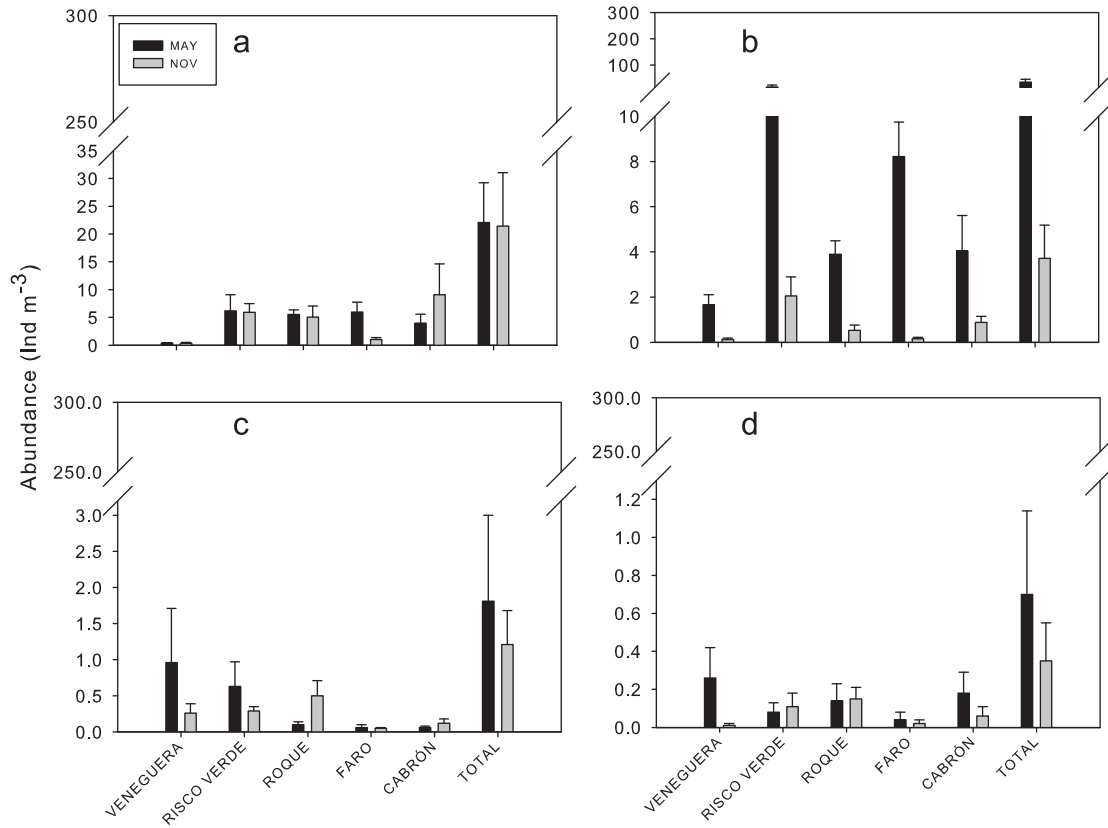 Abundance (Ind m-3)
300
250
35
30
25
20
15
10
5
0
MAY
NOV
a
300
200
100
10
8
6
4
2
0
b
300.0
250.0
3.0
2.5
2.0
1.5
1.0
0.5
0.0
c
VENEGUERA
RISCO VERDE
ROQUE
FARO
CABRÓN
TOTAL
300.0
250.0
1.2
1.0
0.8
0.6
0.4
0.2
0.0
d
VENEGUERA
RISCO VERDE
ROQUE
FARO
CABRÓN
TOTAL